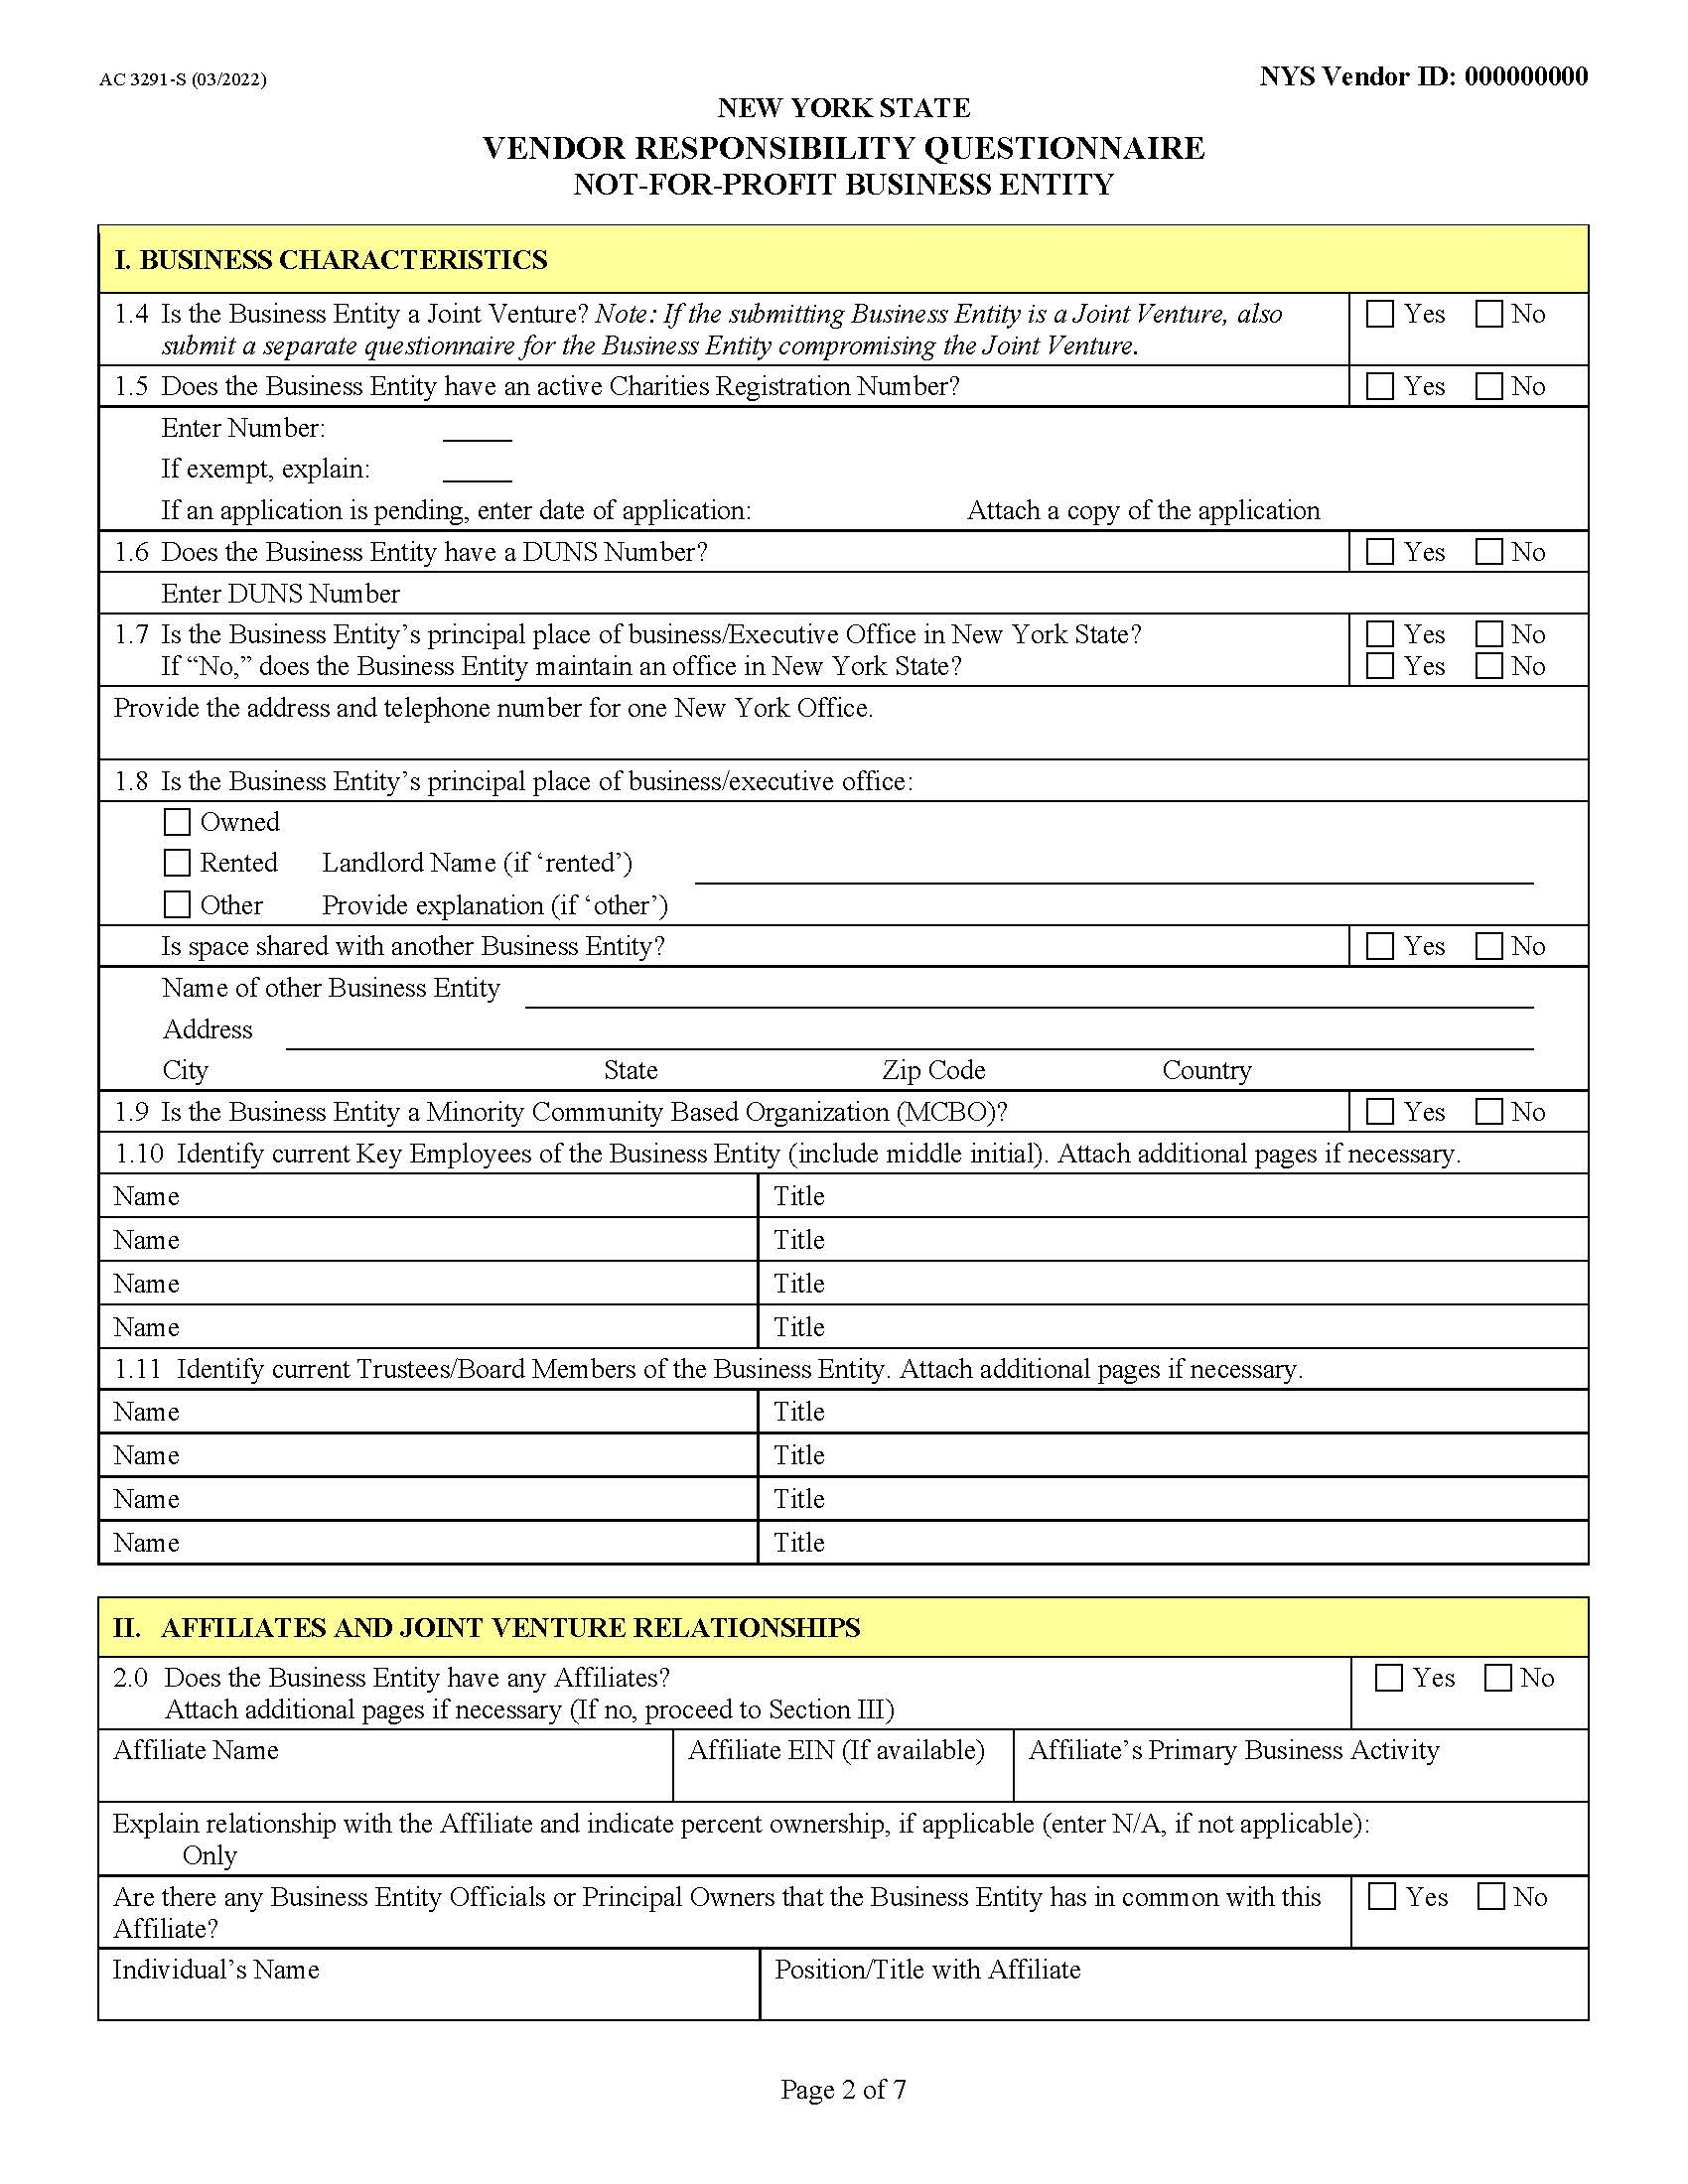 AC 3291-S (03/2022)
NYS Vendor ID: 000000000
NEW YORK STATE
VENDOR RESPONSIBILITY QUESTIONNAIRE
NOT-FOR-PROFIT BUSINESS ENTITY
I. BUSINESS CHARACTERISTICS
1.4 Is the Business Entity a Joint Venture? Note: If the submitting Business Entity is a Joint Venture, also Yes No
submit a separate questionnaire for the Business Entity compromising the Joint Venture.
1.5 Does the Business Entity have an active Charities Registration Number? Yes No
Enter Number:
If exempt, explain:
If an application is pending, enter date of application: Attach a copy of the application
1.6 Does the Business Entity have a DUNS Number? Yes No
Enter DUNS Number
1.7 Is the Business Entity’s principal place of business/Executive Office in New York State? Yes No
If “No,” does the Business Entity maintain an office in New York State? Yes No
Provide the address and telephone number for one New York Office.
1.8 Is the Business Entity’s principal place of business/executive office:
Owned
Rented Landlord Name (if ‘rented’)
Other Provide explanation (if ‘other’)
Is space shared with another Business Entity? Yes No
Name of other Business Entity
Address
City State Zip Code Country
1.9 Is the Business Entity a Minority Community Based Organization (MCBO)? Yes No
1.10 Identify current Key Employees of the Business Entity (include middle initial). Attach additional pages if necessary.
Name Title
Name Title
Name Title
Name Title
1.11 Identify current Trustees/Board Members of the Business Entity. Attach additional pages if necessary.
Name Title
Name Title
Name Title
Name Title
II. AFFILIATES AND JOINT VENTURE RELATIONSHIPS
2.0 Does the Business Entity have any Affiliates? Yes No
Attach additional pages if necessary (If no, proceed to Section III)
Affiliate Name Affiliate EIN (If available) Affiliate’s Primary Business Activity
Explain relationship with the Affiliate and indicate percent ownership, if applicable (enter N/A, if not applicable):
Only
Are there any Business Entity Officials or Principal Owners that the Business Entity has in common with this Yes No
Affiliate?
Individual’s Name Position/Title with Affiliate
Page 2 of 7